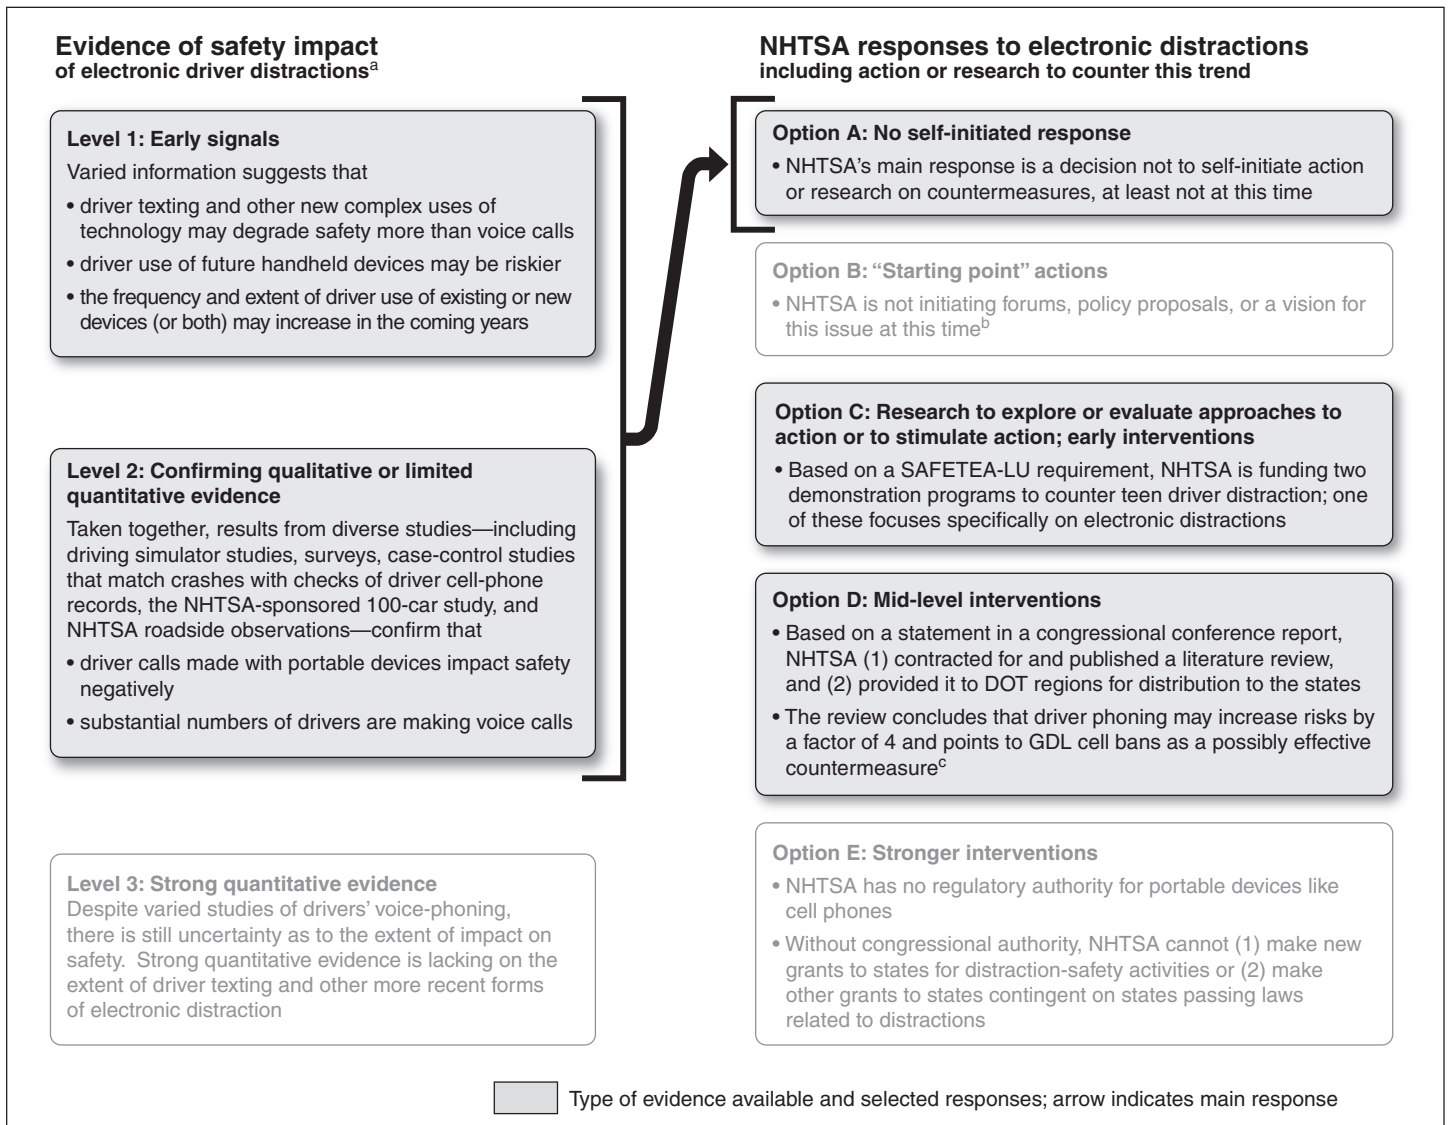 Evidence of safety impact
of electronic driver distractionsa
Level 1: Early signals
Varied information suggests that
• driver texting and other new complex uses of
technology may degrade safety more than voice calls
• driver use of future handheld devices may be riskier
• the frequency and extent of driver use of existing or new
devices (or both) may increase in the coming years
Level 2: Confirming qualitative or limited
quantitative evidence
Taken together, results from diverse studies—including
driving simulator studies, surveys, case-control studies
that match crashes with checks of driver cell-phone
records, the NHTSA-sponsored 100-car study, and
NHTSA roadside observations—confirm that
• driver calls made with portable devices impact safety
negatively
• substantial numbers of drivers are making voice calls
Level 3: Strong quantitative evidence
Despite varied studies of drivers’ voice-phoning,
there is still uncertainty as to the extent of impact on
safety. Strong quantitative evidence is lacking on the
extent of driver texting and other more recent forms
of electronic distraction
NHTSA responses to electronic distractions
including action or research to counter this trend
Option A: No self-initiated response
• NHTSA’s main response is a decision not to self-initiate action
or research on countermeasures, at least not at this time
Option B: “Starting point” actions
• NHTSA is not initiating forums, policy proposals, or a vision for
this issue at this timeb
Option C: Research to explore or evaluate approaches to
action or to stimulate action; early interventions
• Based on a SAFETEA-LU requirement, NHTSA is funding two
demonstration programs to counter teen driver distraction; one
of these focuses specifically on electronic distractions
Option D: Mid-level interventions
• Based on a statement in a congressional conference report,
NHTSA (1) contracted for and published a literature review,
and (2) provided it to DOT regions for distribution to the states
• The review concludes that driver phoning may increase risks by
a factor of 4 and points to GDL cell bans as a possibly effective
countermeasurec
Option E: Stronger interventions
• NHTSA has no regulatory authority for portable devices like
cell phones
• Without congressional authority, NHTSA cannot (1) make new
grants to states for distraction-safety activities or (2) make
other grants to states contingent on states passing laws
related to distractions
Type of evidence available and selected responses; arrow indicates main response